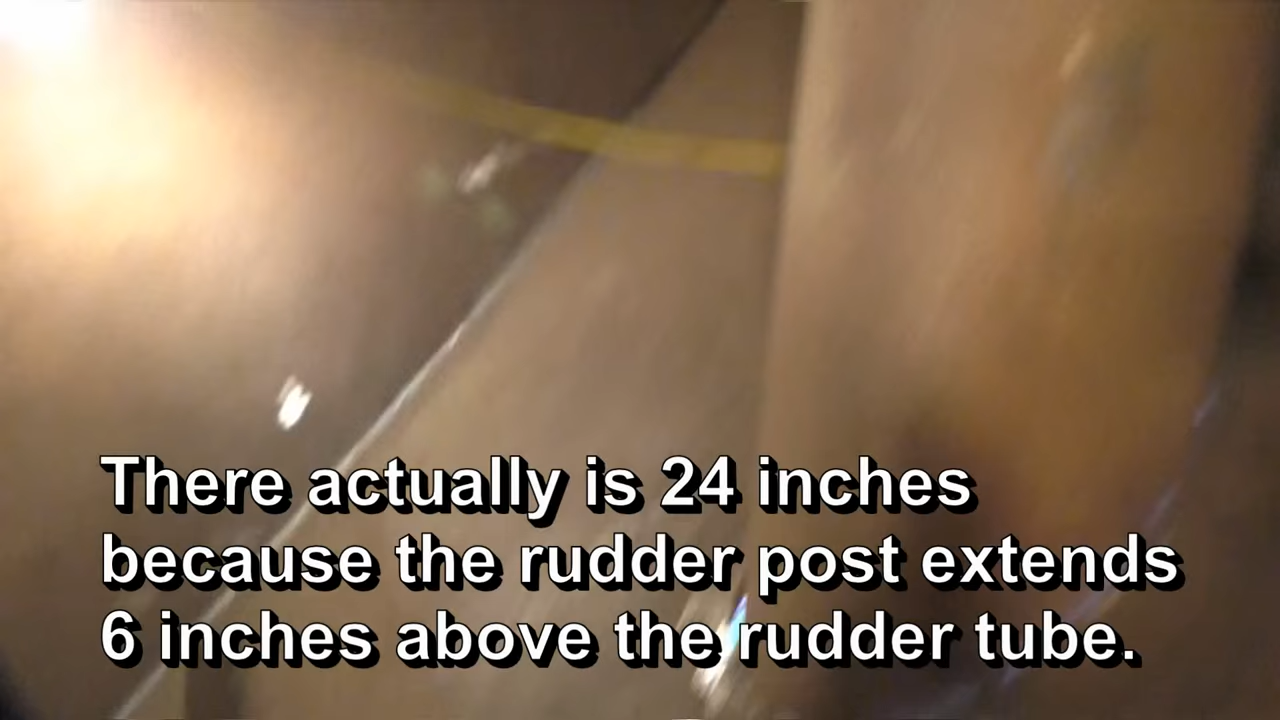 There actually is 24 inches
because the rudder post extends
6 inches above the rudder tube.